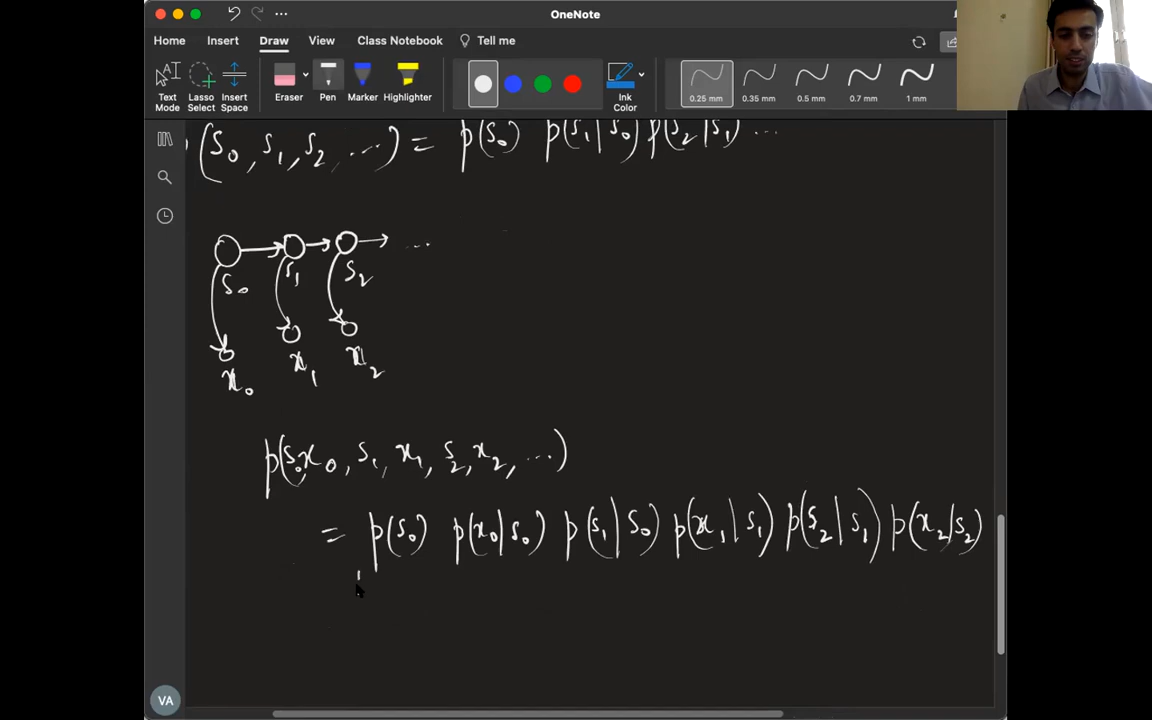 OneNote
Home Insert Draw View Class Notebook Tell me
Text Mode Lasso Select Insert Space Eraser Pen Marker Highlighter Ink Color 0.25 mm 0.35 mm 0.5 mm 0.7 mm 1 mm
(S₀, S₁, S₂, ...) = p(S₀) p(S₁|S₀) p(S₂|S₁) ...
...
S₀ S₁ S₂
x₀ x₁ x₂
p(S₀,x₀, S₁, x₁, S₂, x₂, ...)
= p(S₀) p(x₀|S₀) p(S₁|S₀) p(x₁|S₁) p(S₂|S₁) p(x₂|S₂)
VA